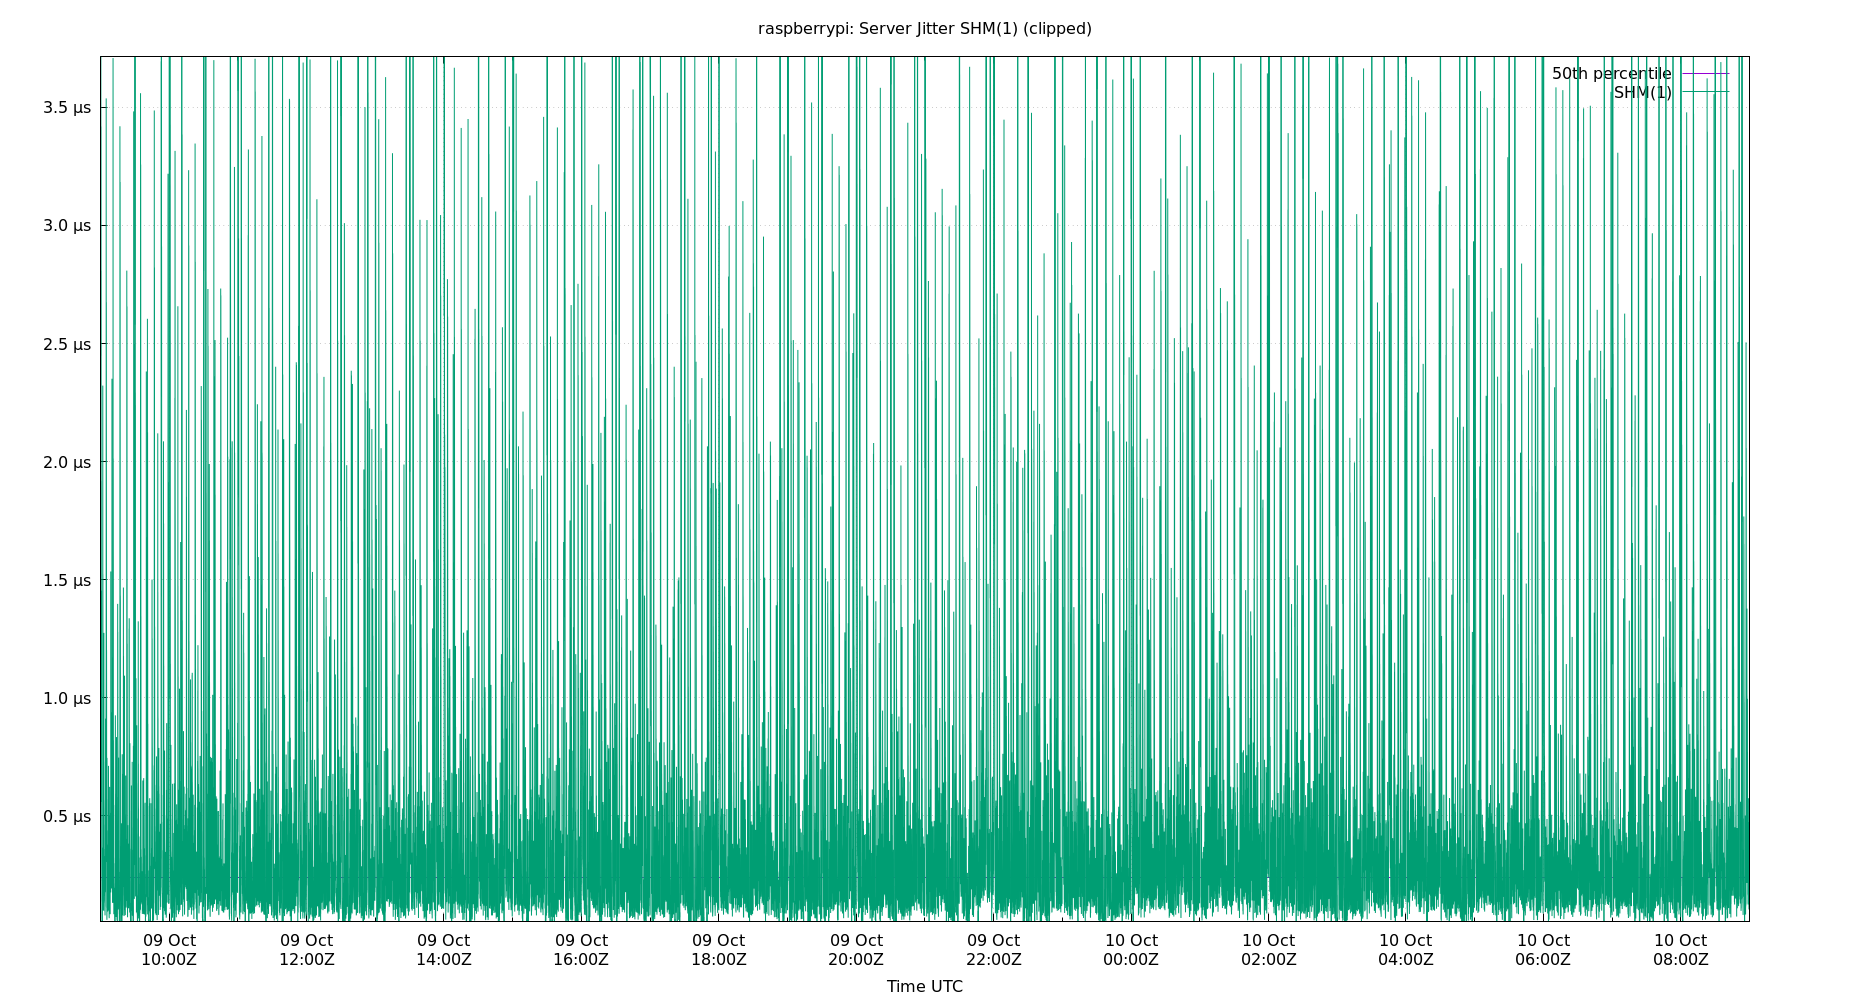 raspberrypi: Server Jitter SHM(1) (clipped)
50th percentile
SHM(1)
3.5 µs
3.0 µs
2.5 µs
2.0 µs
1.5 µs
1.0 µs
0.5 µs
09 Oct 09 Oct 09 Oct 09 Oct 09 Oct 09 Oct 09 Oct 10 Oct 10 Oct 10 Oct 10 Oct 10 Oct
10:00Z 12:00Z 14:00Z 16:00Z 18:00Z 20:00Z 22:00Z 00:00Z 02:00Z 04:00Z 06:00Z 08:00Z
Time UTC